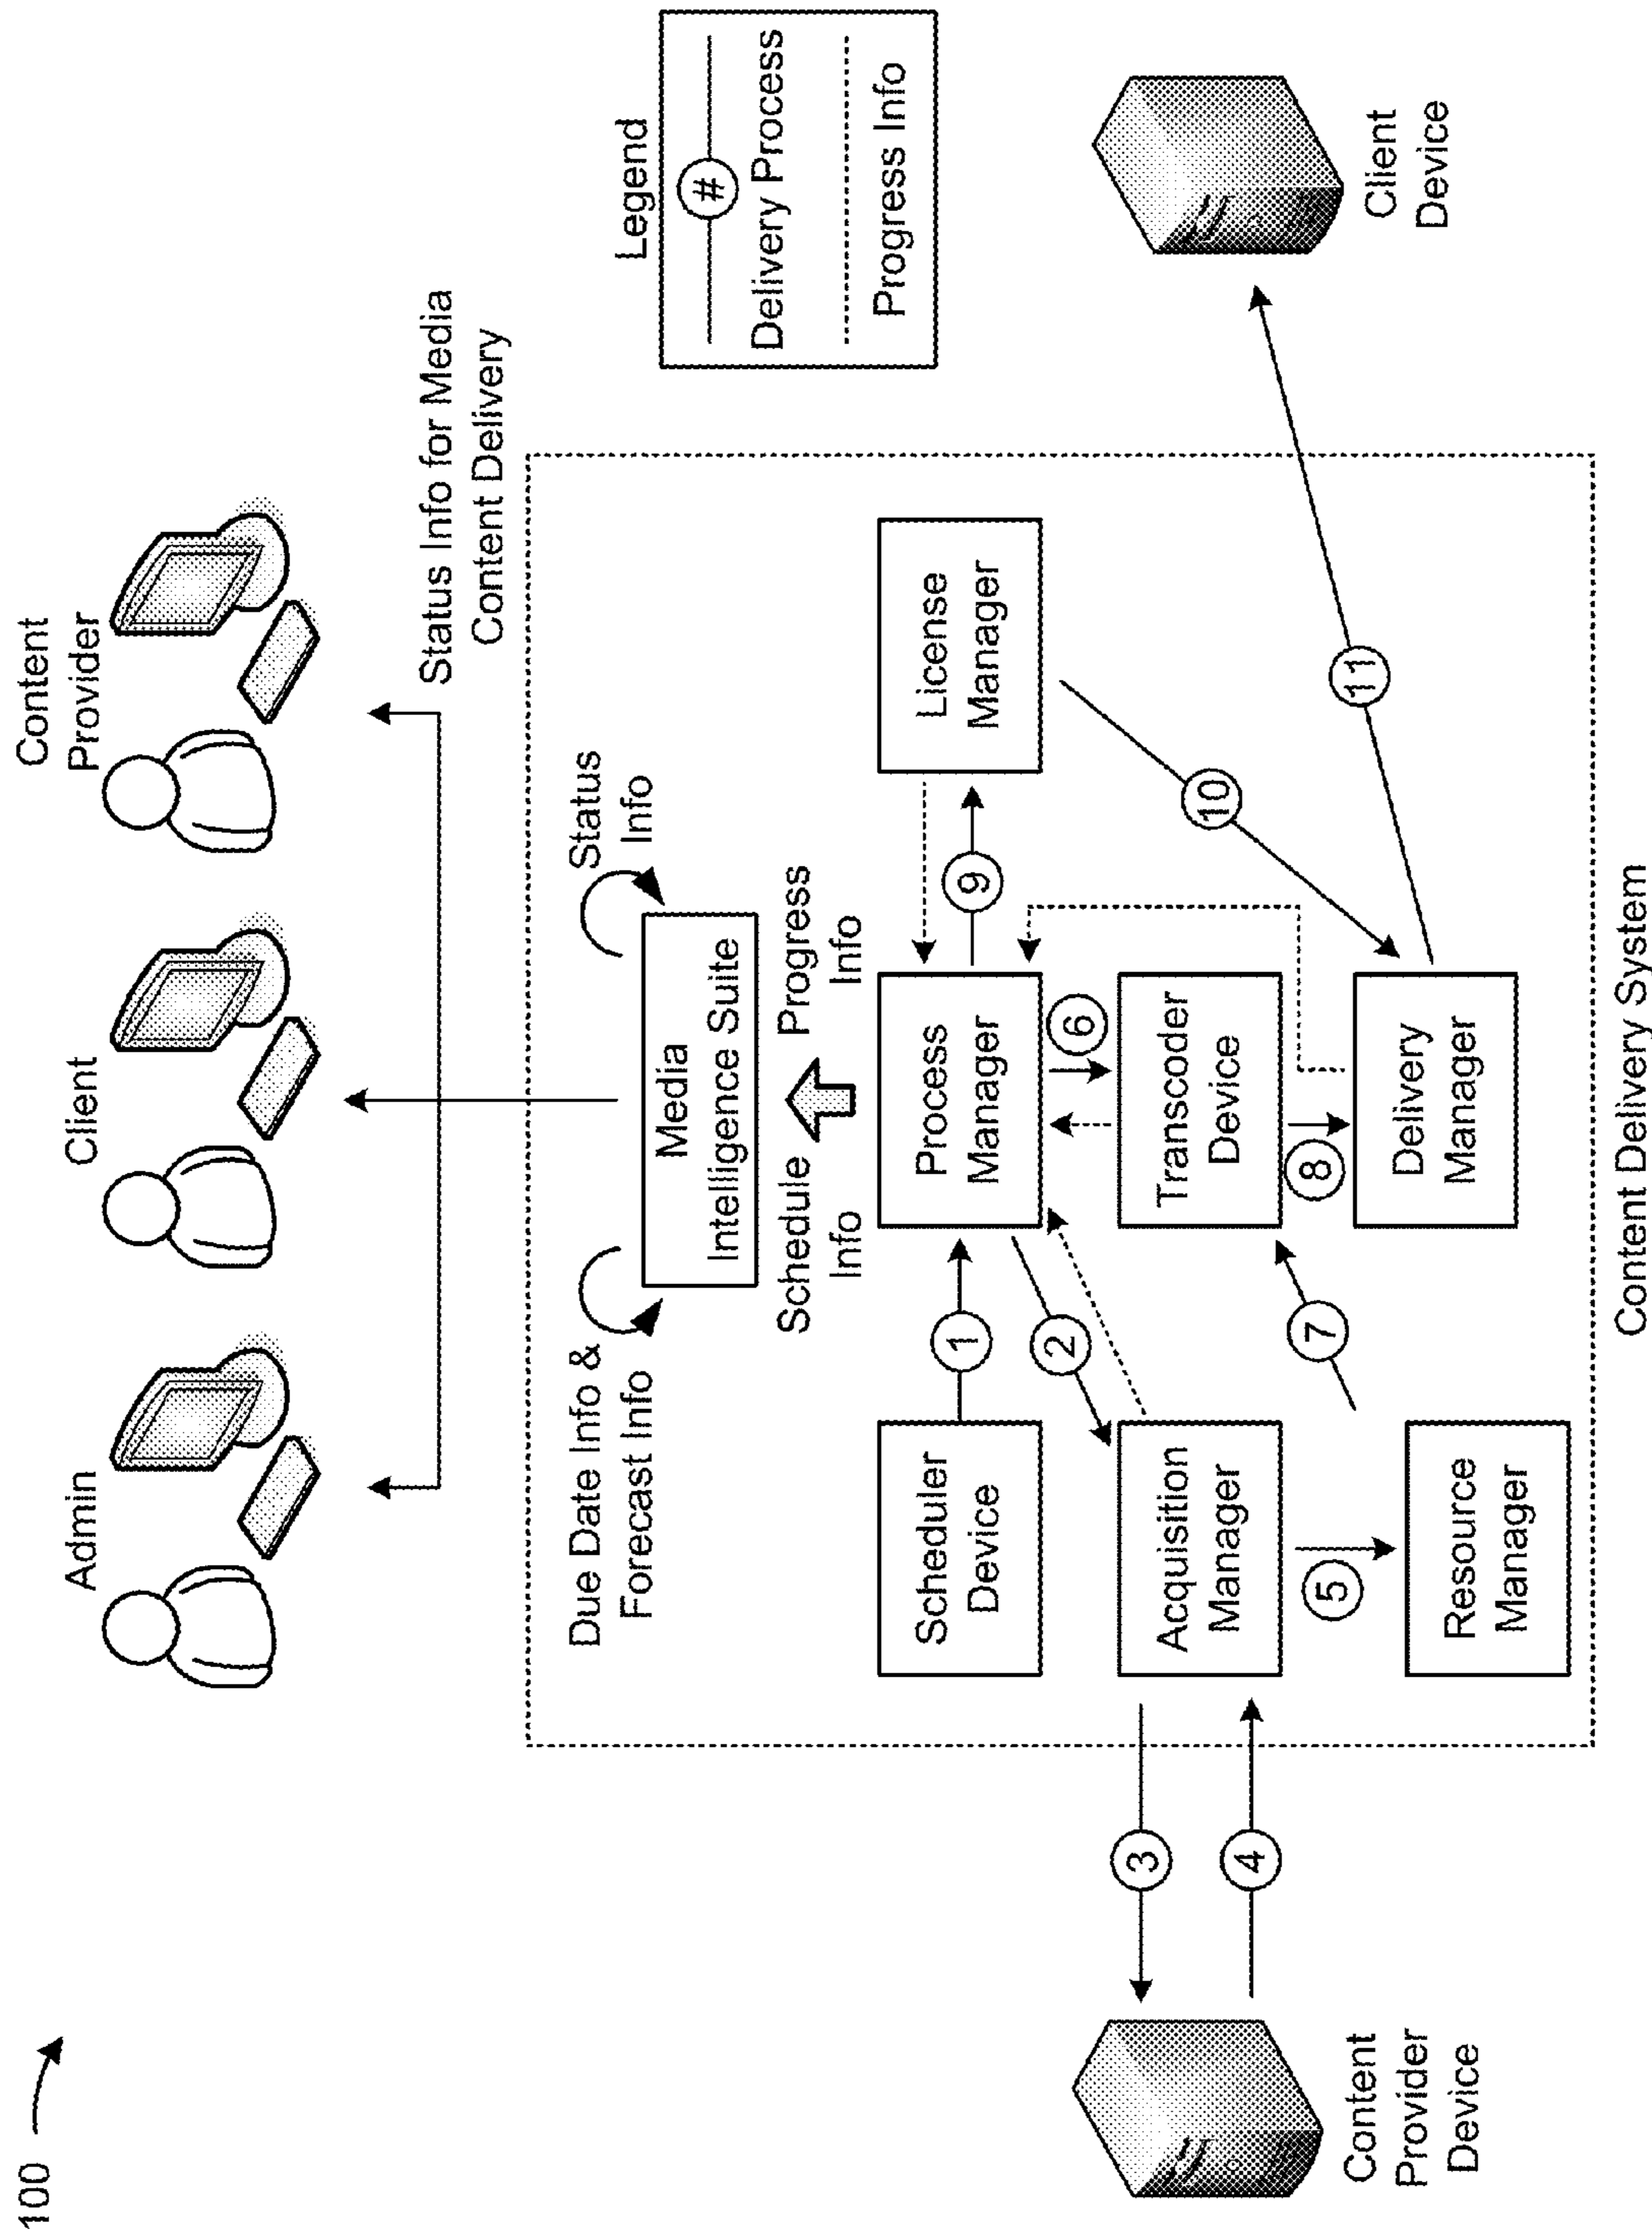 100
Admin
Client
Content
Provider
Status Info for Media
Content Delivery
Due Date Info &
Forecast Info
Status
Info
Media
Intelligence Suite
Schedule
Info
Progress
Info
Legend
#
Delivery Process
Progress Info
Scheduler
Device
1
Process
Manager
9
License
Manager
2
6
3
Acquisition
Manager
Transcoder
Device
4
5
7
8
10
Resource
Manager
Delivery
Manager
11
Content
Provider
Device
Client
Device
Content Delivery System